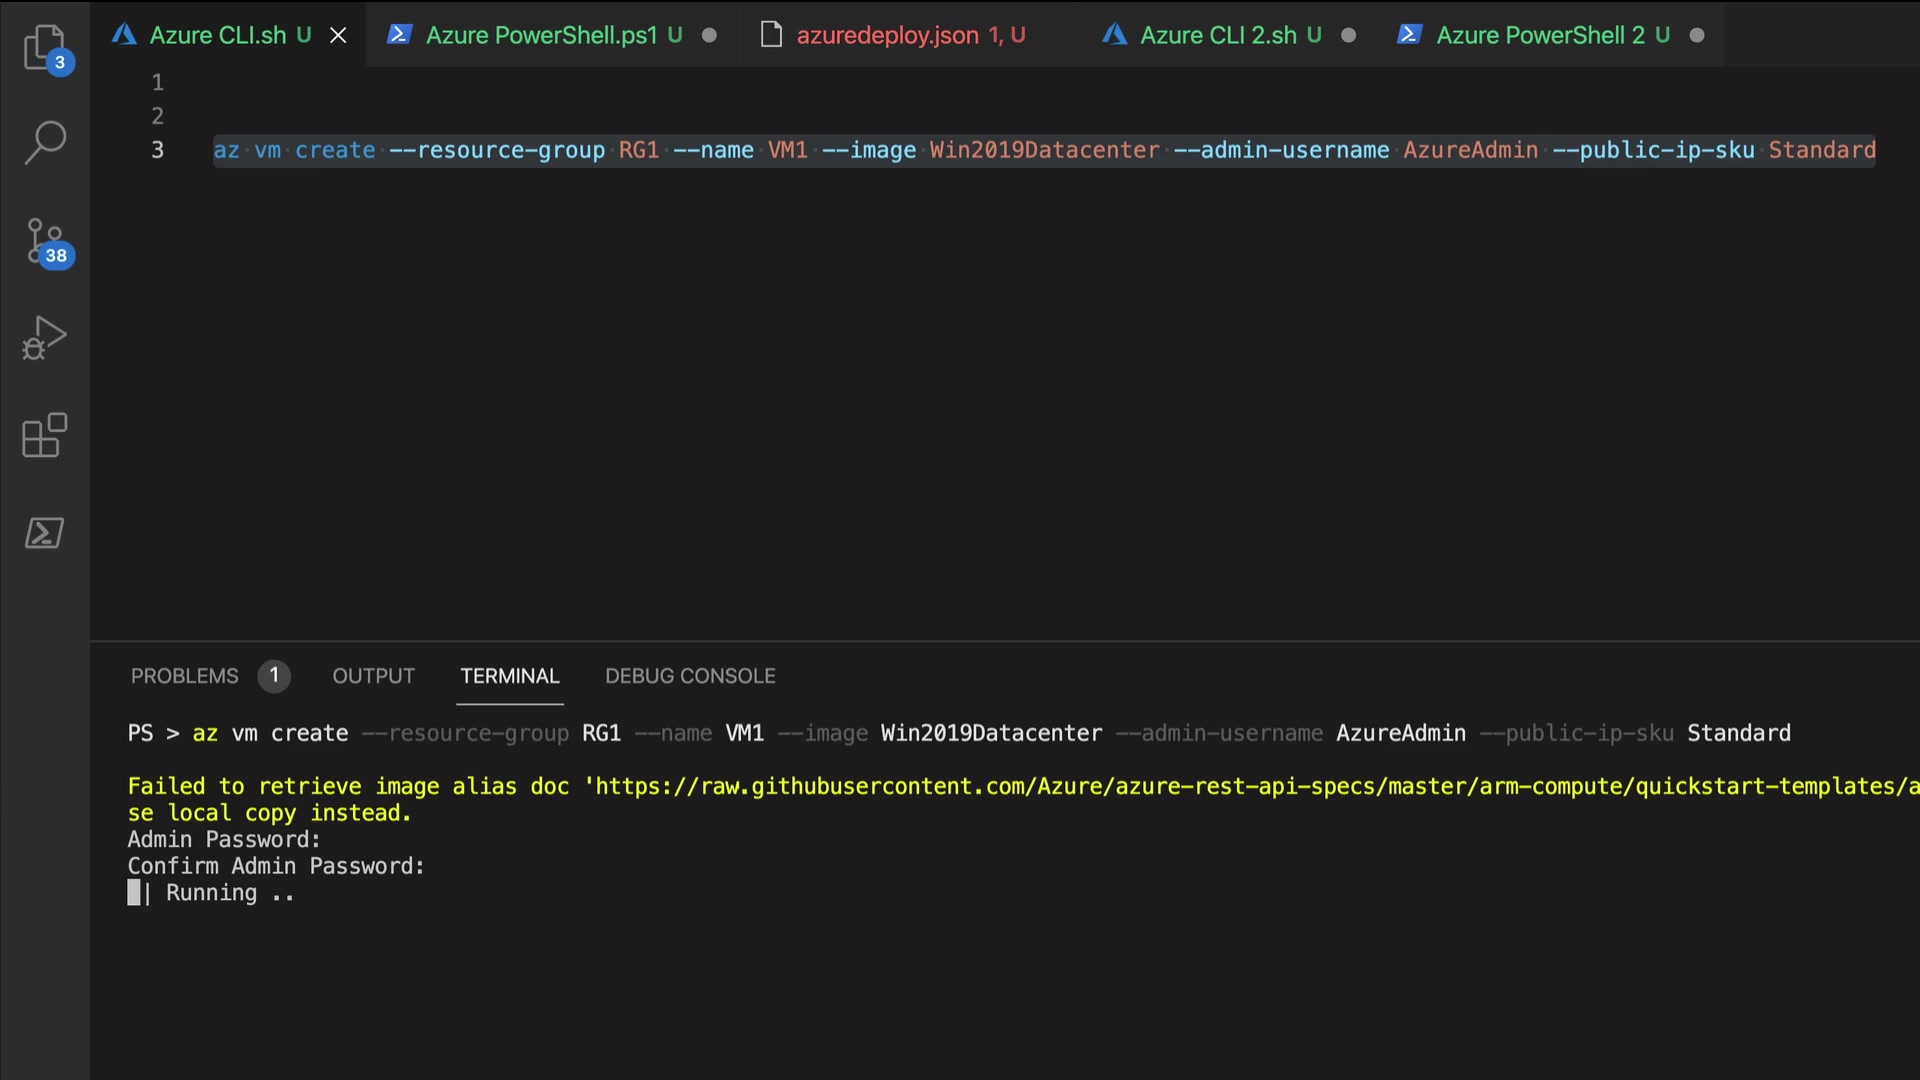 Azure CLI.sh U
Azure PowerShell.ps1 U
azuredeploy.json 1, U
Azure CLI 2.sh U
Azure PowerShell 2 U
3
38
1
2
3 az vm create --resource-group RG1 --name VM1 --image Win2019Datacenter --admin-username AzureAdmin --public-ip-sku Standard
PROBLEMS 1 OUTPUT TERMINAL DEBUG CONSOLE
PS > az vm create --resource-group RG1 --name VM1 --image Win2019Datacenter --admin-username AzureAdmin --public-ip-sku Standard
Failed to retrieve image alias doc 'https://raw.githubusercontent.com/Azure/azure-rest-api-specs/master/arm-compute/quickstart-templates/a
se local copy instead.
Admin Password:
Confirm Admin Password:
| Running ..